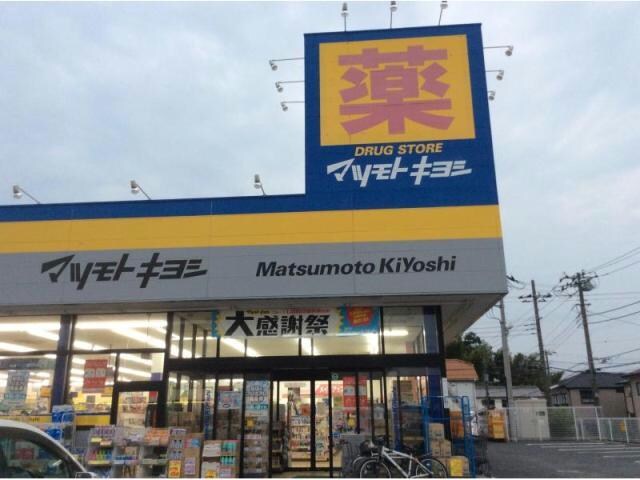 薬
DRUG STORE
マツモトキヨシ
マツモトキヨシ
Matsumoto KiYoshi
大感謝祭